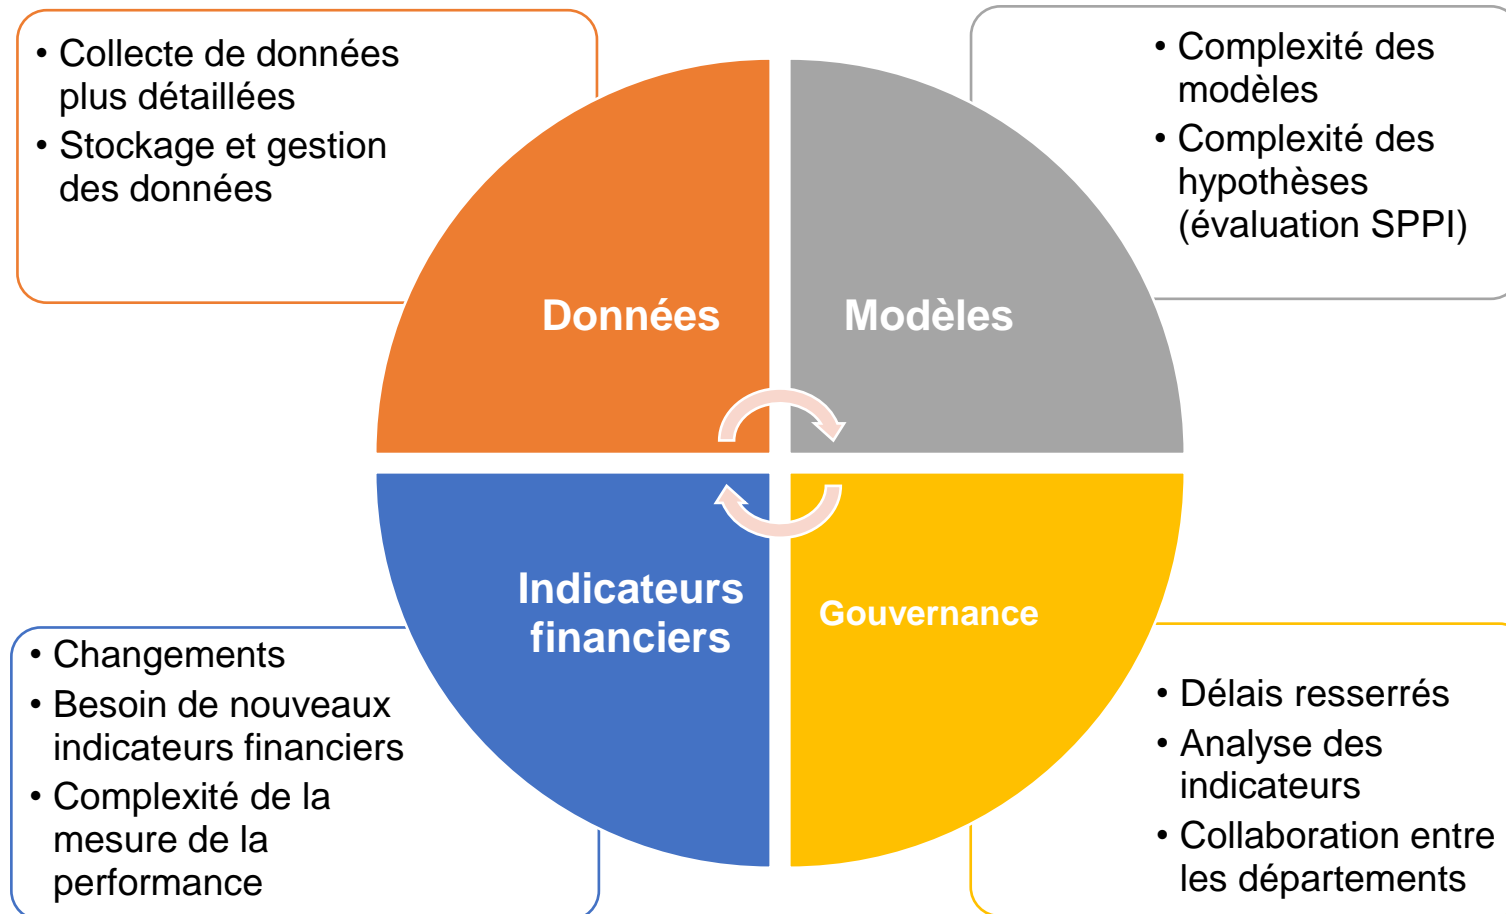 • Collecte de données
plus détaillées
• Stockage et gestion
des données
• Complexité des
modèles
• Complexité des
hypothèses
(évaluation SPPI)
Données
Modèles
Indicateurs
financiers
Gouvernance
• Changements
• Besoin de nouveaux
indicateurs financiers
• Complexité de la
mesure de la
performance
• Délais resserrés
• Analyse des
indicateurs
• Collaboration entre
les départements